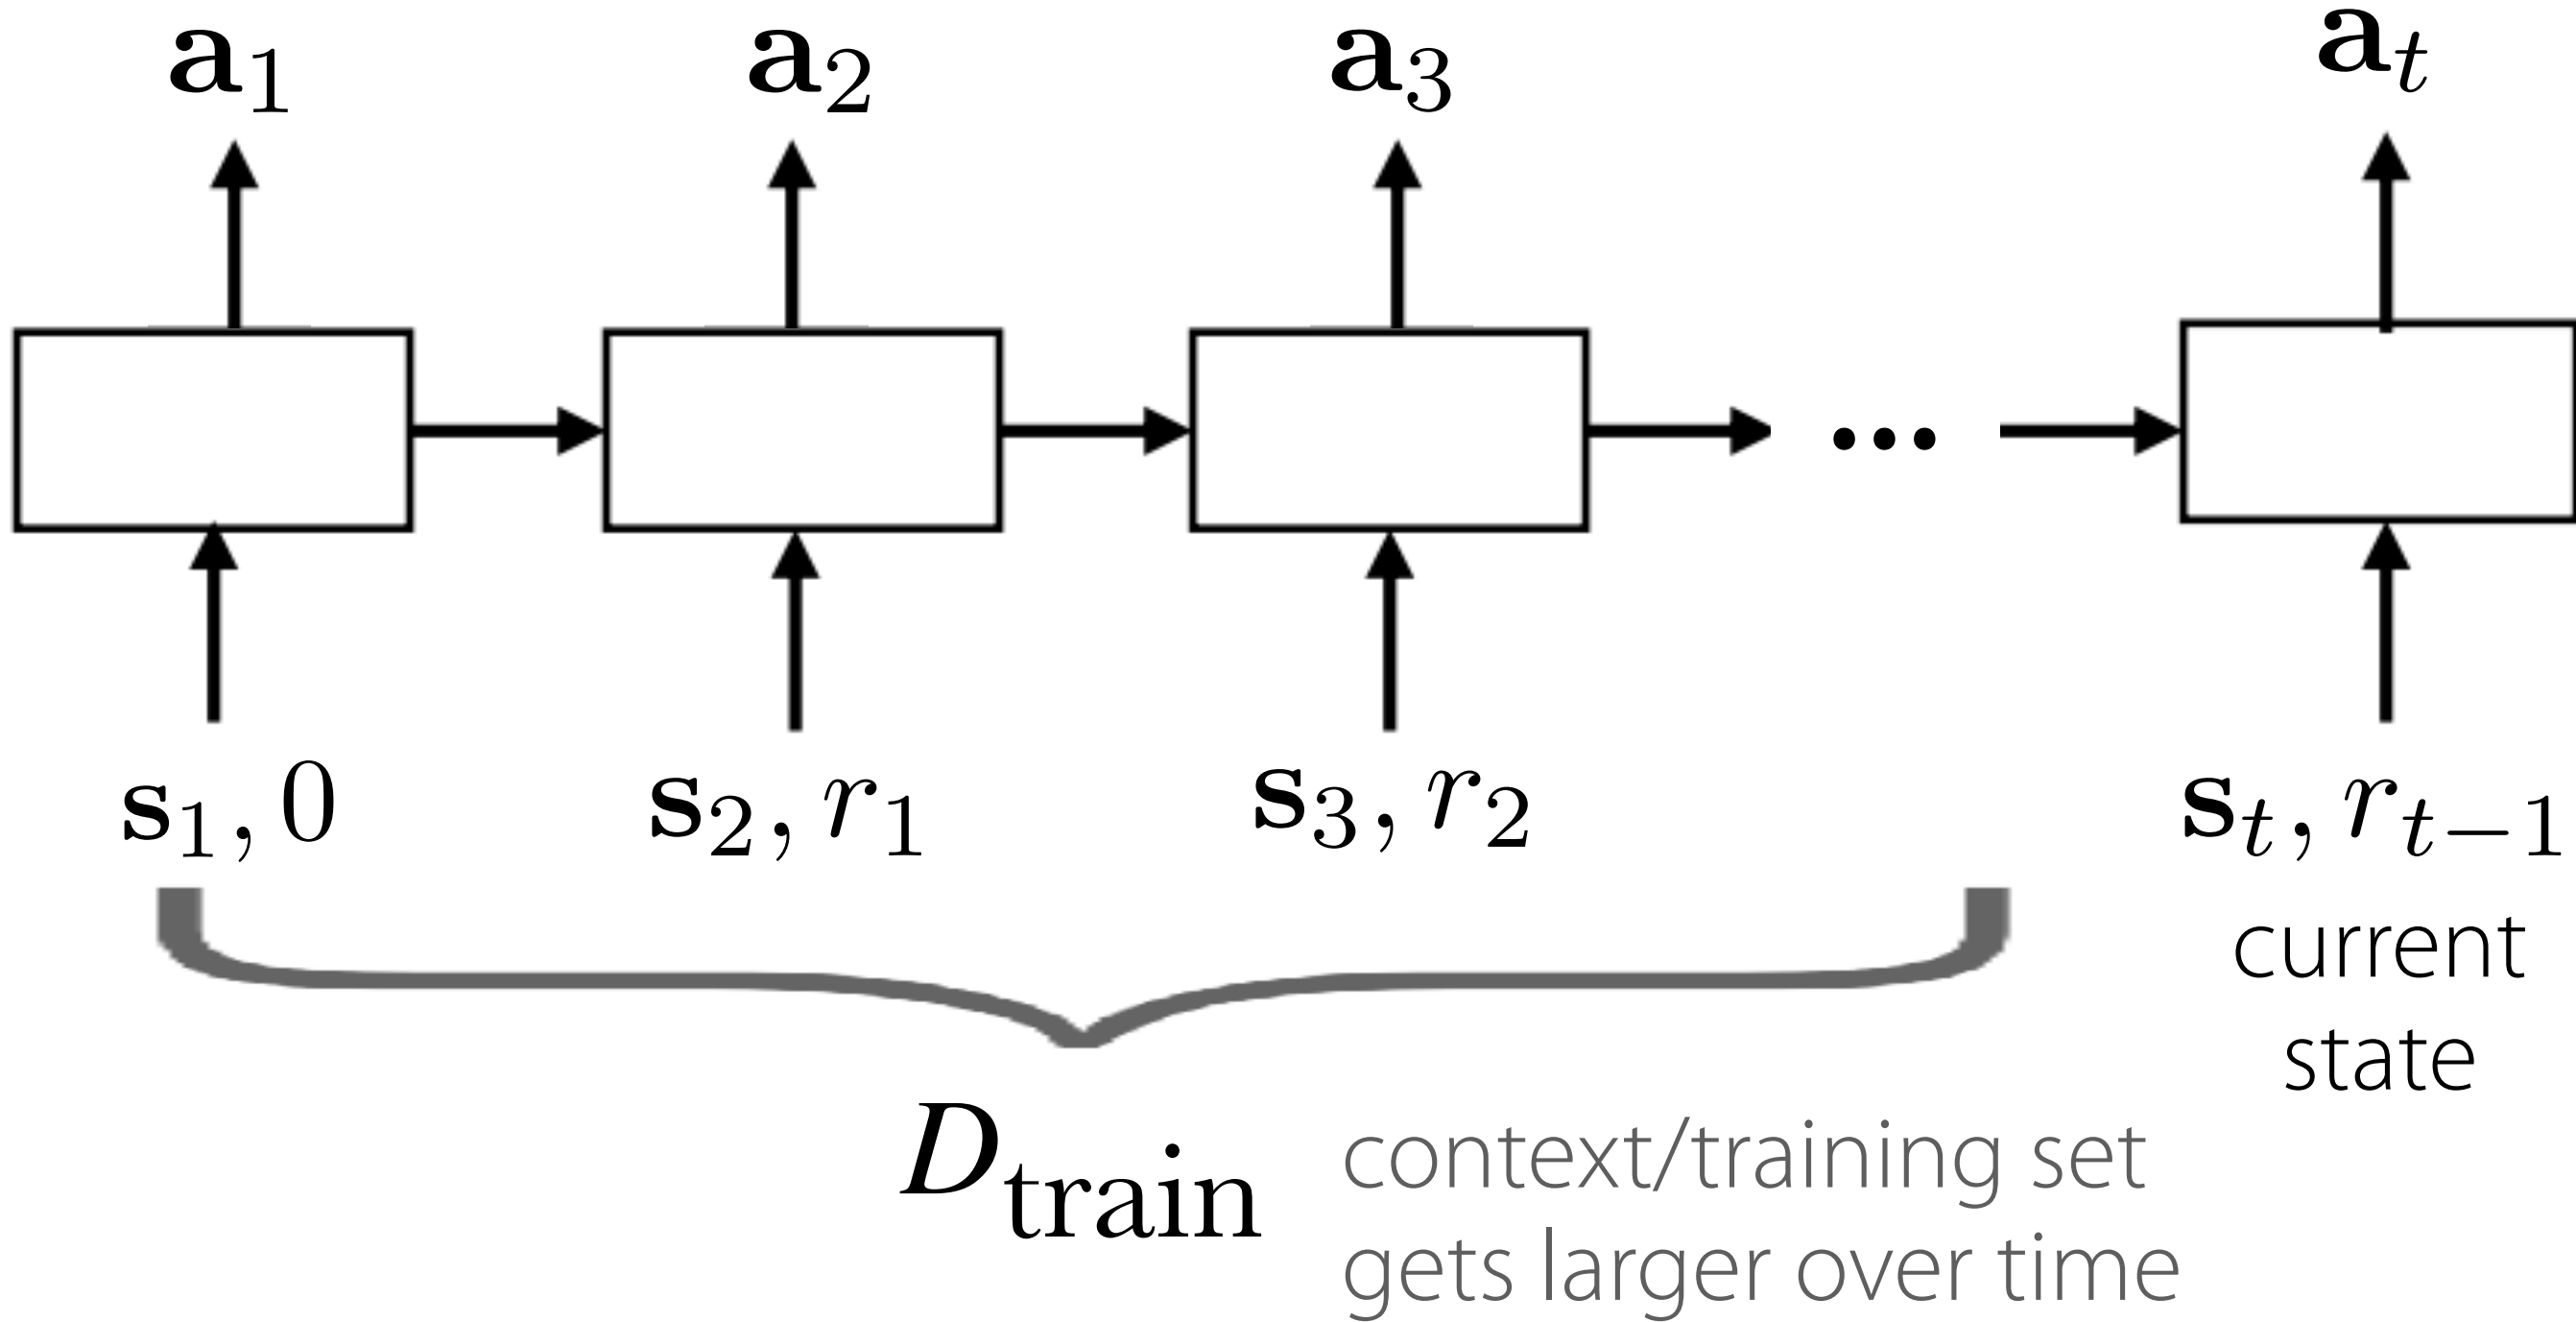 a₁ a₂ a₃ aₜ
...
s₁, 0 s₂, r₁ s₃, r₂ sₜ, rₜ₋₁
current
state
D_train context/training set
gets larger over time